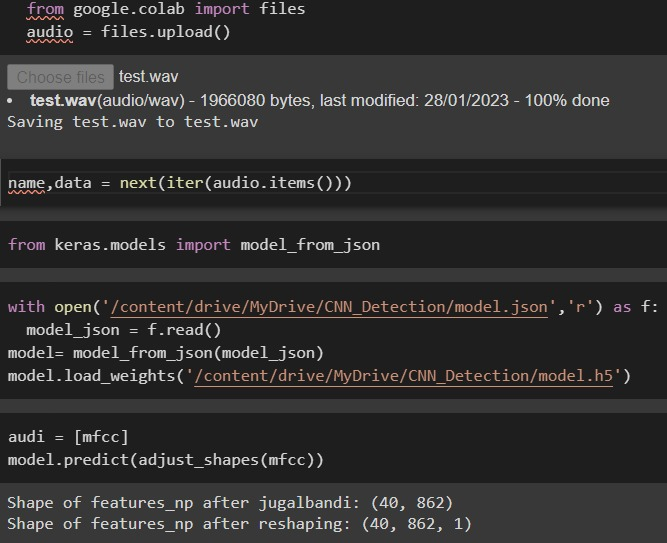 from google.colab import files
audio = files.upload()
Choose files test.wav
• test.wav(audio/wav) - 1966080 bytes, last modified: 28/01/2023 - 100% done
Saving test.wav to test.wav
name,data = next(iter(audio.items()))
from keras.models import model_from_json
with open('/content/drive/MyDrive/CNN_Detection/model.json','r') as f:
  model_json = f.read()
model= model_from_json(model_json)
model.load_weights('/content/drive/MyDrive/CNN_Detection/model.h5')
audi = [mfcc]
model.predict(adjust_shapes(mfcc))
Shape of features_np after jugalbandi: (40, 862)
Shape of features_np after reshaping: (40, 862, 1)